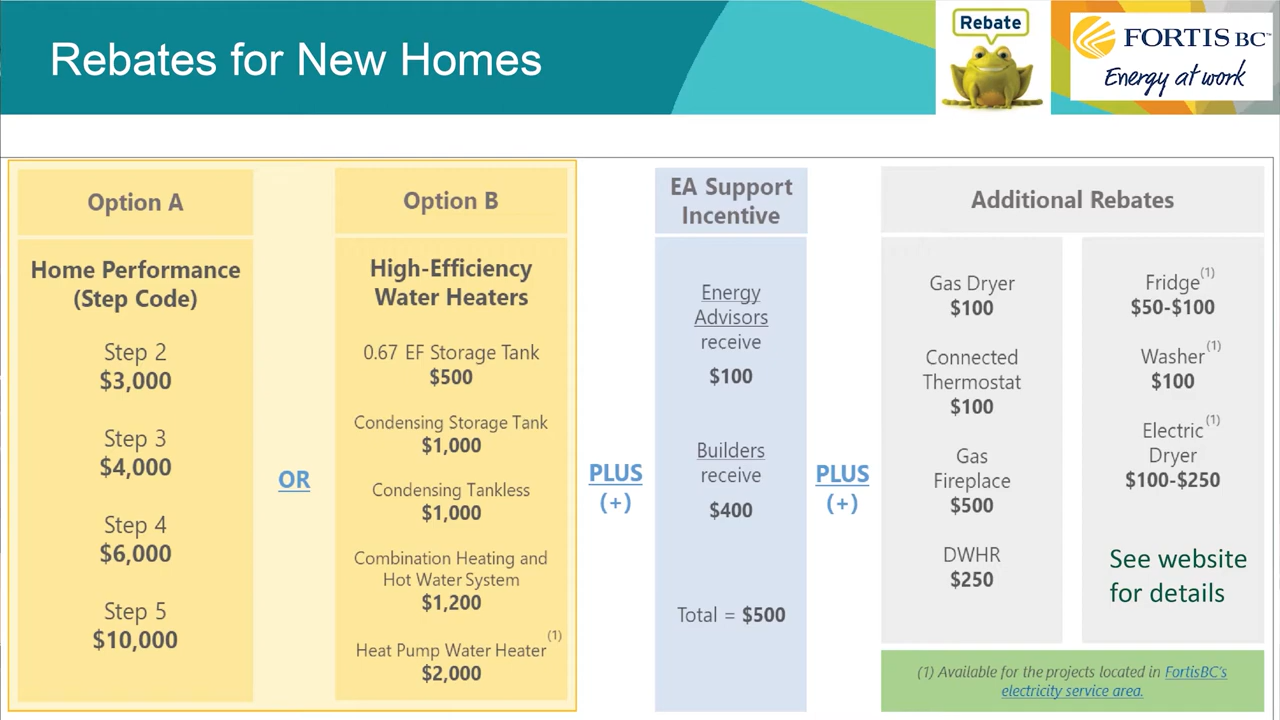 Rebates for New Homes
Rebate
FORTIS BC™
Energy at work
Option A
Home Performance
(Step Code)
Step 2
$3,000
Step 3
$4,000
Step 4
$6,000
Step 5
$10,000
OR
Option B
High-Efficiency
Water Heaters
0.67 EF Storage Tank
$500
Condensing Storage Tank
$1,000
Condensing Tankless
$1,000
Combination Heating and
Hot Water System
$1,200
Heat Pump Water Heater(1)
$2,000
PLUS
(+)
EA Support
Incentive
Energy
Advisors
receive
$100
Builders
receive
$400
Total = $500
PLUS
(+)
Additional Rebates
Gas Dryer
$100
Connected
Thermostat
$100
Gas
Fireplace
$500
DWHR
$250
Fridge(1)
$50-$100
Washer(1)
$100
Electric(1)
Dryer
$100-$250
See website
for details
(1) Available for the projects located in FortisBC's
electricity service area.